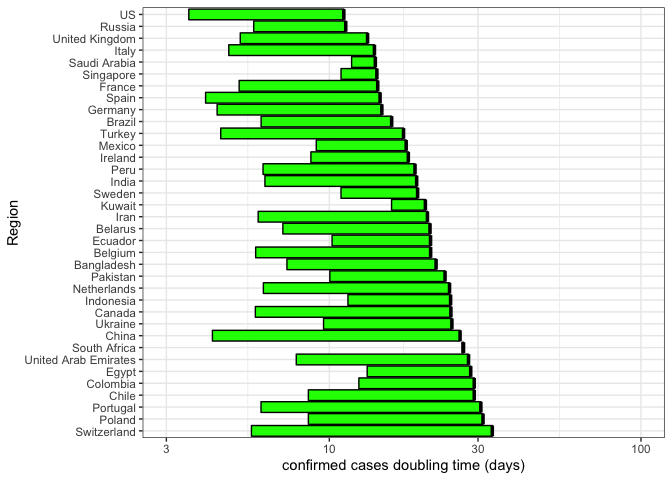 US
Russia
United Kingdom
Italy
Saudi Arabia
Singapore
France
Spain
Germany
Brazil
Turkey
Mexico
Ireland
Peru
India
Sweden
Kuwait
Iran
Belarus
Ecuador
Belgium
Bangladesh
Pakistan
Netherlands
Indonesia
Canada
Ukraine
China
South Africa
United Arab Emirates
Egypt
Colombia
Chile
Portugal
Poland
Switzerland
Region
3 10 30 100
confirmed cases doubling time (days)